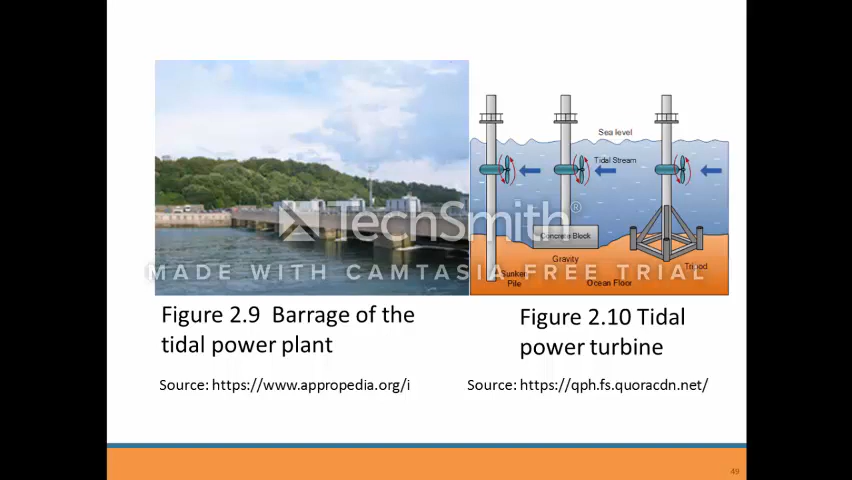 Sea level
Tidal Stream
TechSmith®
Concrete Block
Gravity
MADE WITH CAMTASIA FREE TRIAL
Sunken
Pile
Tripod
Ocean Floor
Figure 2.9 Barrage of the
tidal power plant
Figure 2.10 Tidal
power turbine
Source: https://www.appropedia.org/i
Source: https://qph.fs.quoracdn.net/
49